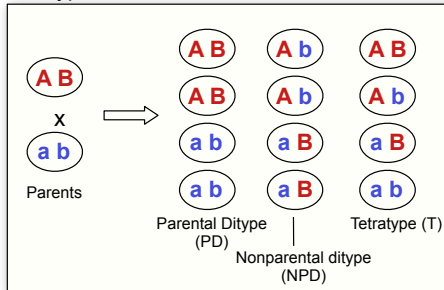 A B
x
a b
Parents
A B A b A B
A B A b A b
a b a B a B
a b a B a b
Parental Ditype
(PD)
Nonparental ditype
(NPD)
Tetratype (T)